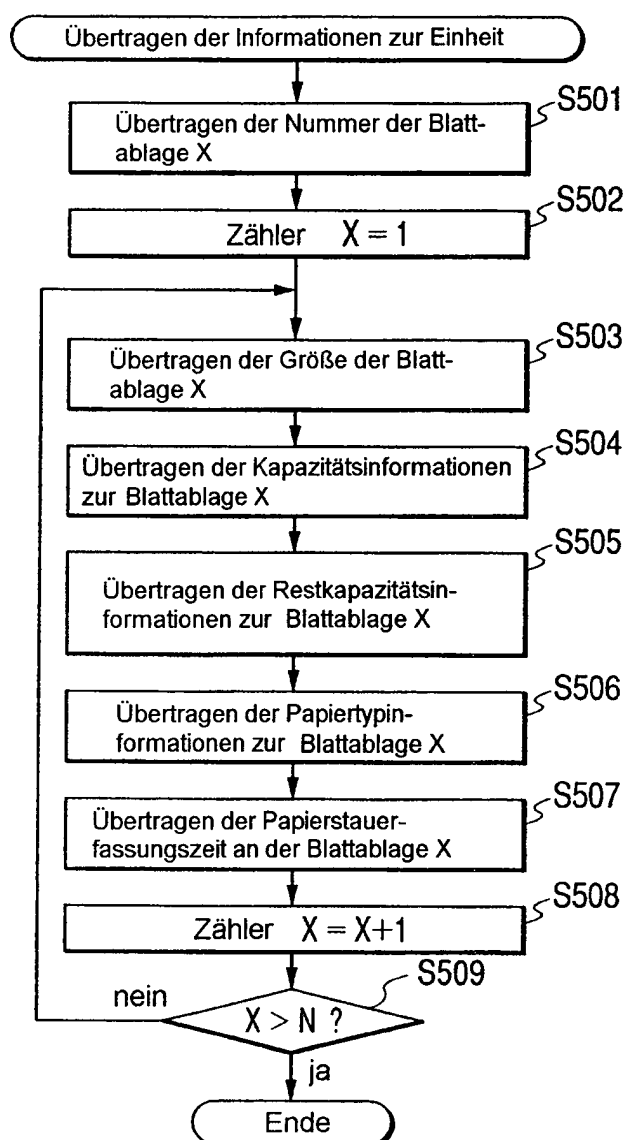 Übertragen der Informationen zur Einheit
S501
Übertragen der Nummer der Blatt-
ablage X
S502
Zähler X = 1
S503
Übertragen der Größe der Blatt-
ablage X
S504
Übertragen der Kapazitätsinformationen
zur Blattablage X
S505
Übertragen der Restkapazitätsin-
formationen zur Blattablage X
S506
Übertragen der Papiertypin-
formationen zur Blattablage X
S507
Übertragen der Papierstauer-
fassungszeit an der Blattablage X
S508
Zähler X = X+1
S509
nein
X > N ?
ja
Ende